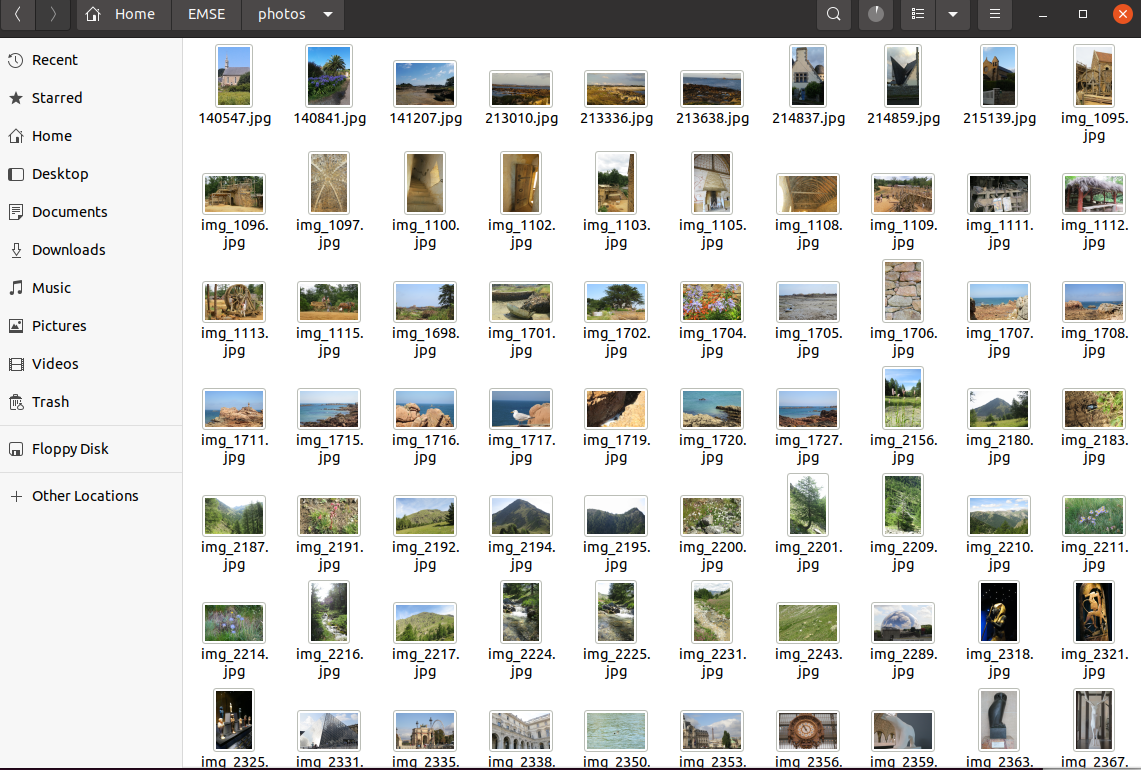 Home EMSE photos
Recent
Starred
Home
Desktop
Documents
Downloads
Music
Pictures
Videos
Trash
Floppy Disk
Other Locations
140547.jpg 140841.jpg 141207.jpg 213010.jpg 213336.jpg 213638.jpg 214837.jpg 214859.jpg 215139.jpg img_1095.
jpg
img_1096. img_1097. img_1100. img_1102. img_1103. img_1105. img_1108. img_1109. img_1111. img_1112.
jpg jpg jpg jpg jpg jpg jpg jpg jpg jpg
img_1113. img_1115. img_1698. img_1701. img_1702. img_1704. img_1705. img_1706. img_1707. img_1708.
jpg jpg jpg jpg jpg jpg jpg jpg jpg jpg
img_1711. img_1715. img_1716. img_1717. img_1719. img_1720. img_1727. img_2156. img_2180. img_2183.
jpg jpg jpg jpg jpg jpg jpg jpg jpg jpg
img_2187. img_2191. img_2192. img_2194. img_2195. img_2200. img_2201. img_2209. img_2210. img_2211.
jpg jpg jpg jpg jpg jpg jpg jpg jpg jpg
img_2214. img_2216. img_2217. img_2224. img_2225. img_2231. img_2243. img_2289. img_2318. img_2321.
jpg jpg jpg jpg jpg jpg jpg jpg jpg jpg
img_2325. img_2331. img_2335. img_2338. img_2350. img_2353. img_2356. img_2359. img_2363. img_2367.